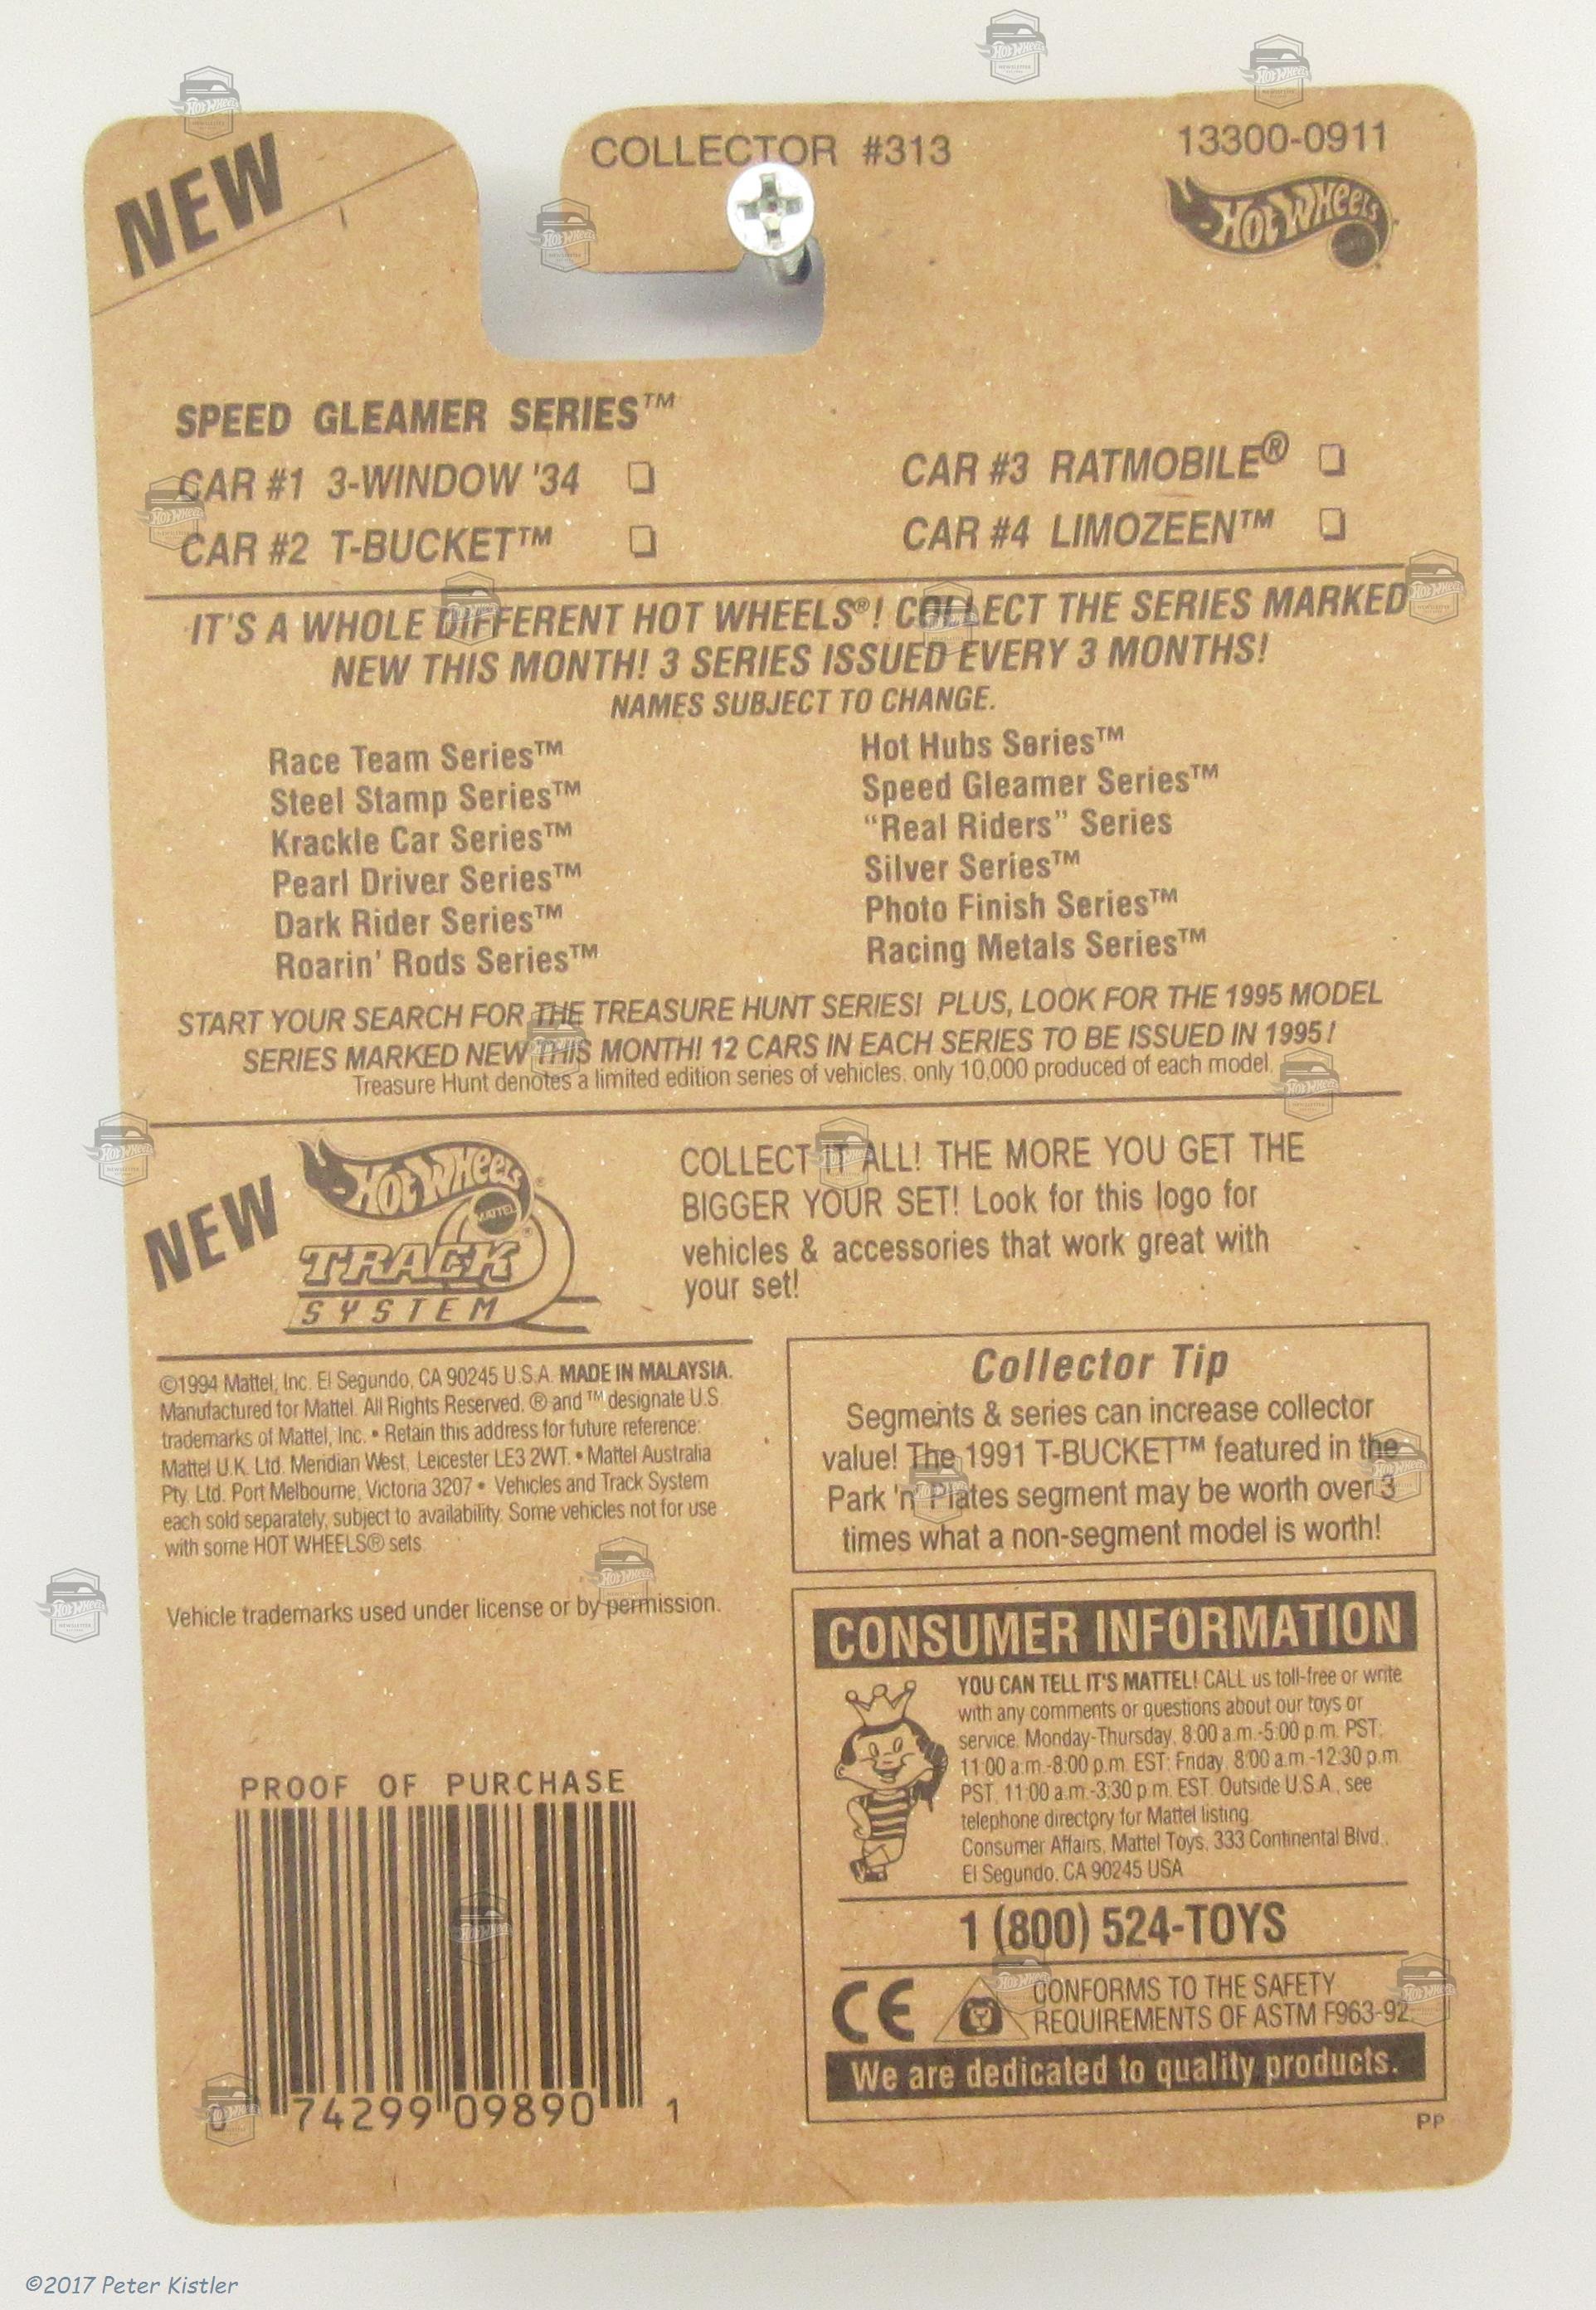 NEW
COLLECTOR #313
13300-0911
HOT WHEELS
SPEED GLEAMER SERIES™
CAR #1 3-WINDOW '34
CAR #2 T-BUCKET™
CAR #3 RATMOBILE®
CAR #4 LIMOZEEN™
IT'S A WHOLE DIFFERENT HOT WHEELS®! COLLECT THE SERIES MARKED
NEW THIS MONTH! 3 SERIES ISSUED EVERY 3 MONTHS!
NAMES SUBJECT TO CHANGE.
Race Team Series™
Steel Stamp Series™
Krackle Car Series™
Pearl Driver Series™
Dark Rider Series™
Roarin' Rods Series™
Hot Hubs Series™
Speed Gleamer Series™
“Real Riders” Series
Silver Series™
Photo Finish Series™
Racing Metals Series™
START YOUR SEARCH FOR THE TREASURE HUNT SERIES! PLUS, LOOK FOR THE 1995 MODEL
SERIES MARKED NEW THIS MONTH! 12 CARS IN EACH SERIES TO BE ISSUED IN 1995!
Treasure Hunt denotes a limited edition series of vehicles, only 10,000 produced of each model.
NEW
HOT WHEELS®
MATTEL®
TRACK
SYSTEM
COLLECT IT ALL! THE MORE YOU GET THE
BIGGER YOUR SET! Look for this logo for
vehicles & accessories that work great with
your set!
©1994 Mattel, Inc. El Segundo, CA 90245 U.S.A. MADE IN MALAYSIA.
Manufactured for Mattel. All Rights Reserved. ® and ™ designate U.S.
trademarks of Mattel, Inc. • Retain this address for future reference:
Mattel U.K. Ltd. Meridian West, Leicester LE3 2WT. • Mattel Australia
Pty. Ltd. Port Melbourne, Victoria 3207 • Vehicles and Track System
each sold separately, subject to availability. Some vehicles not for use
with some HOT WHEELS® sets
Vehicle trademarks used under license or by permission.
Collector Tip
Segments & series can increase collector
value! The 1991 T-BUCKET™ featured in the
Park 'n' Plates segment may be worth over 3
times what a non-segment model is worth!
CONSUMER INFORMATION
YOU CAN TELL IT'S MATTEL! CALL us toll-free or write
with any comments or questions about our toys or
service. Monday-Thursday, 8:00 a.m.-5:00 p.m. PST;
11:00 a.m.-8:00 p.m. EST: Friday, 8:00 a.m.-12:30 p.m.
PST, 11:00 a.m.-3:30 p.m. EST. Outside U.S.A., see
telephone directory for Mattel listing.
Consumer Affairs, Mattel Toys, 333 Continental Blvd.,
El Segundo, CA 90245 USA
1 (800) 524-TOYS
CE
CONFORMS TO THE SAFETY
REQUIREMENTS OF ASTM F963-92.
We are dedicated to quality products.
PP
PROOF OF PURCHASE
0 74299 09890 1
©2017 Peter Kistler